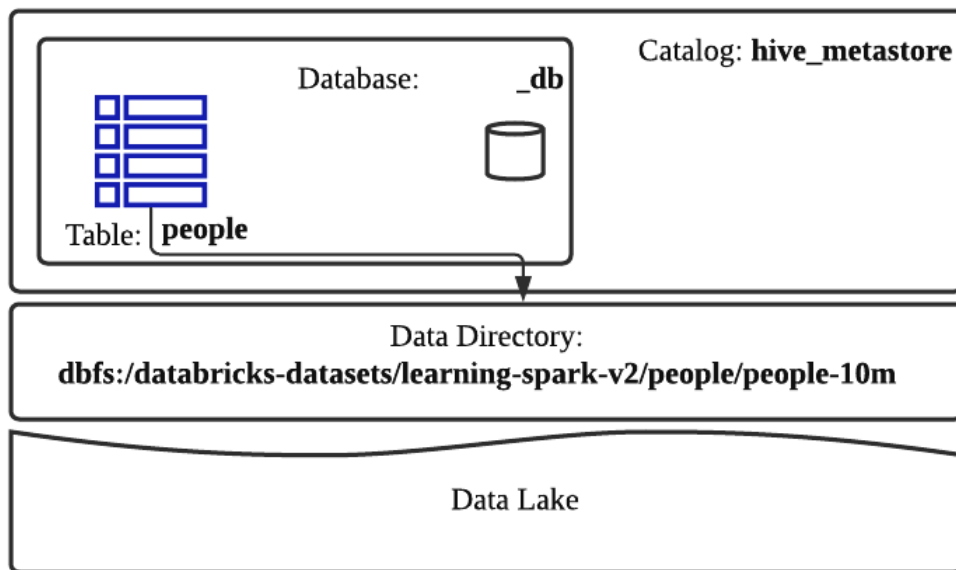 Catalog: hive_metastore
Database: _db
Table: people
Data Directory:
dbfs:/databricks-datasets/learning-spark-v2/people/people-10m
Data Lake